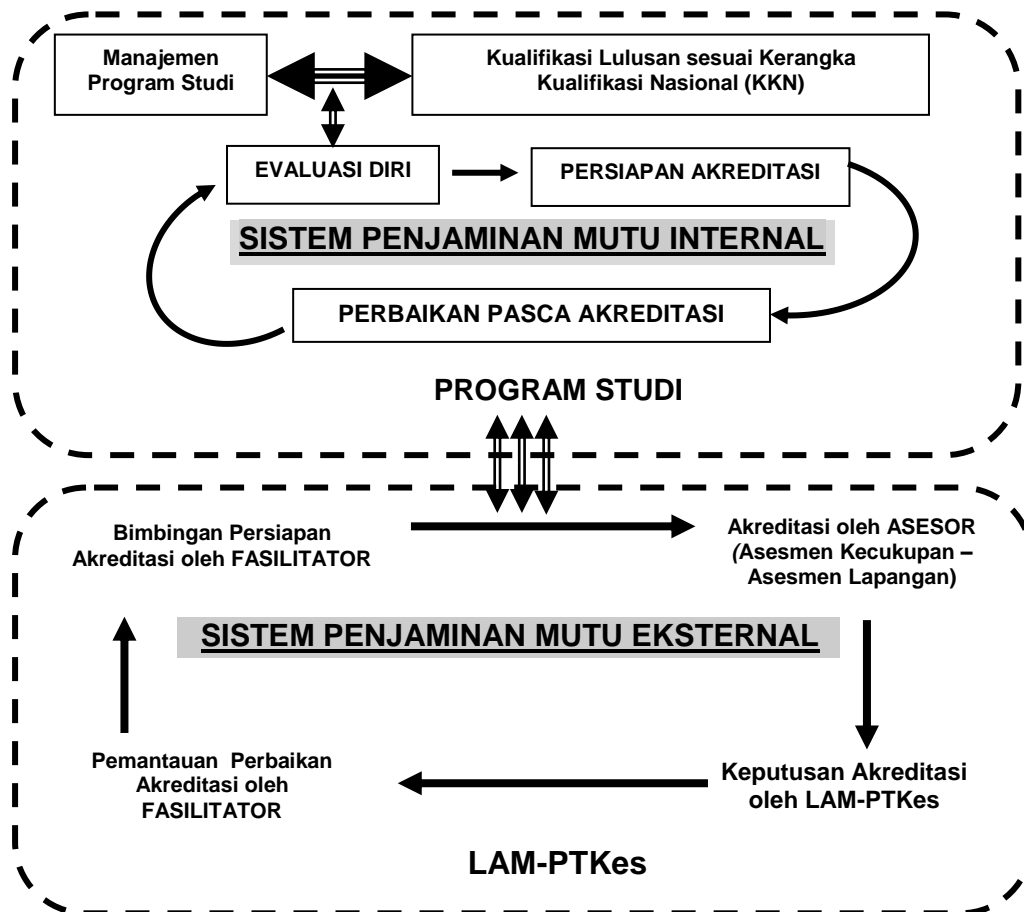 Manajemen
Program Studi
Kualifikasi Lulusan sesuai Kerangka
Kualifikasi Nasional (KKN)
EVALUASI DIRI
PERSIAPAN AKREDITASI
SISTEM PENJAMINAN MUTU INTERNAL
PERBAIKAN PASCA AKREDITASI
PROGRAM STUDI
Bimbingan Persiapan
Akreditasi oleh FASILITATOR
Akreditasi oleh ASESOR
(Asesmen Kecukupan –
Asesmen Lapangan)
SISTEM PENJAMINAN MUTU EKSTERNAL
Pemantauan Perbaikan
Akreditasi oleh
FASILITATOR
Keputusan Akreditasi
oleh LAM-PTKes
LAM-PTKes